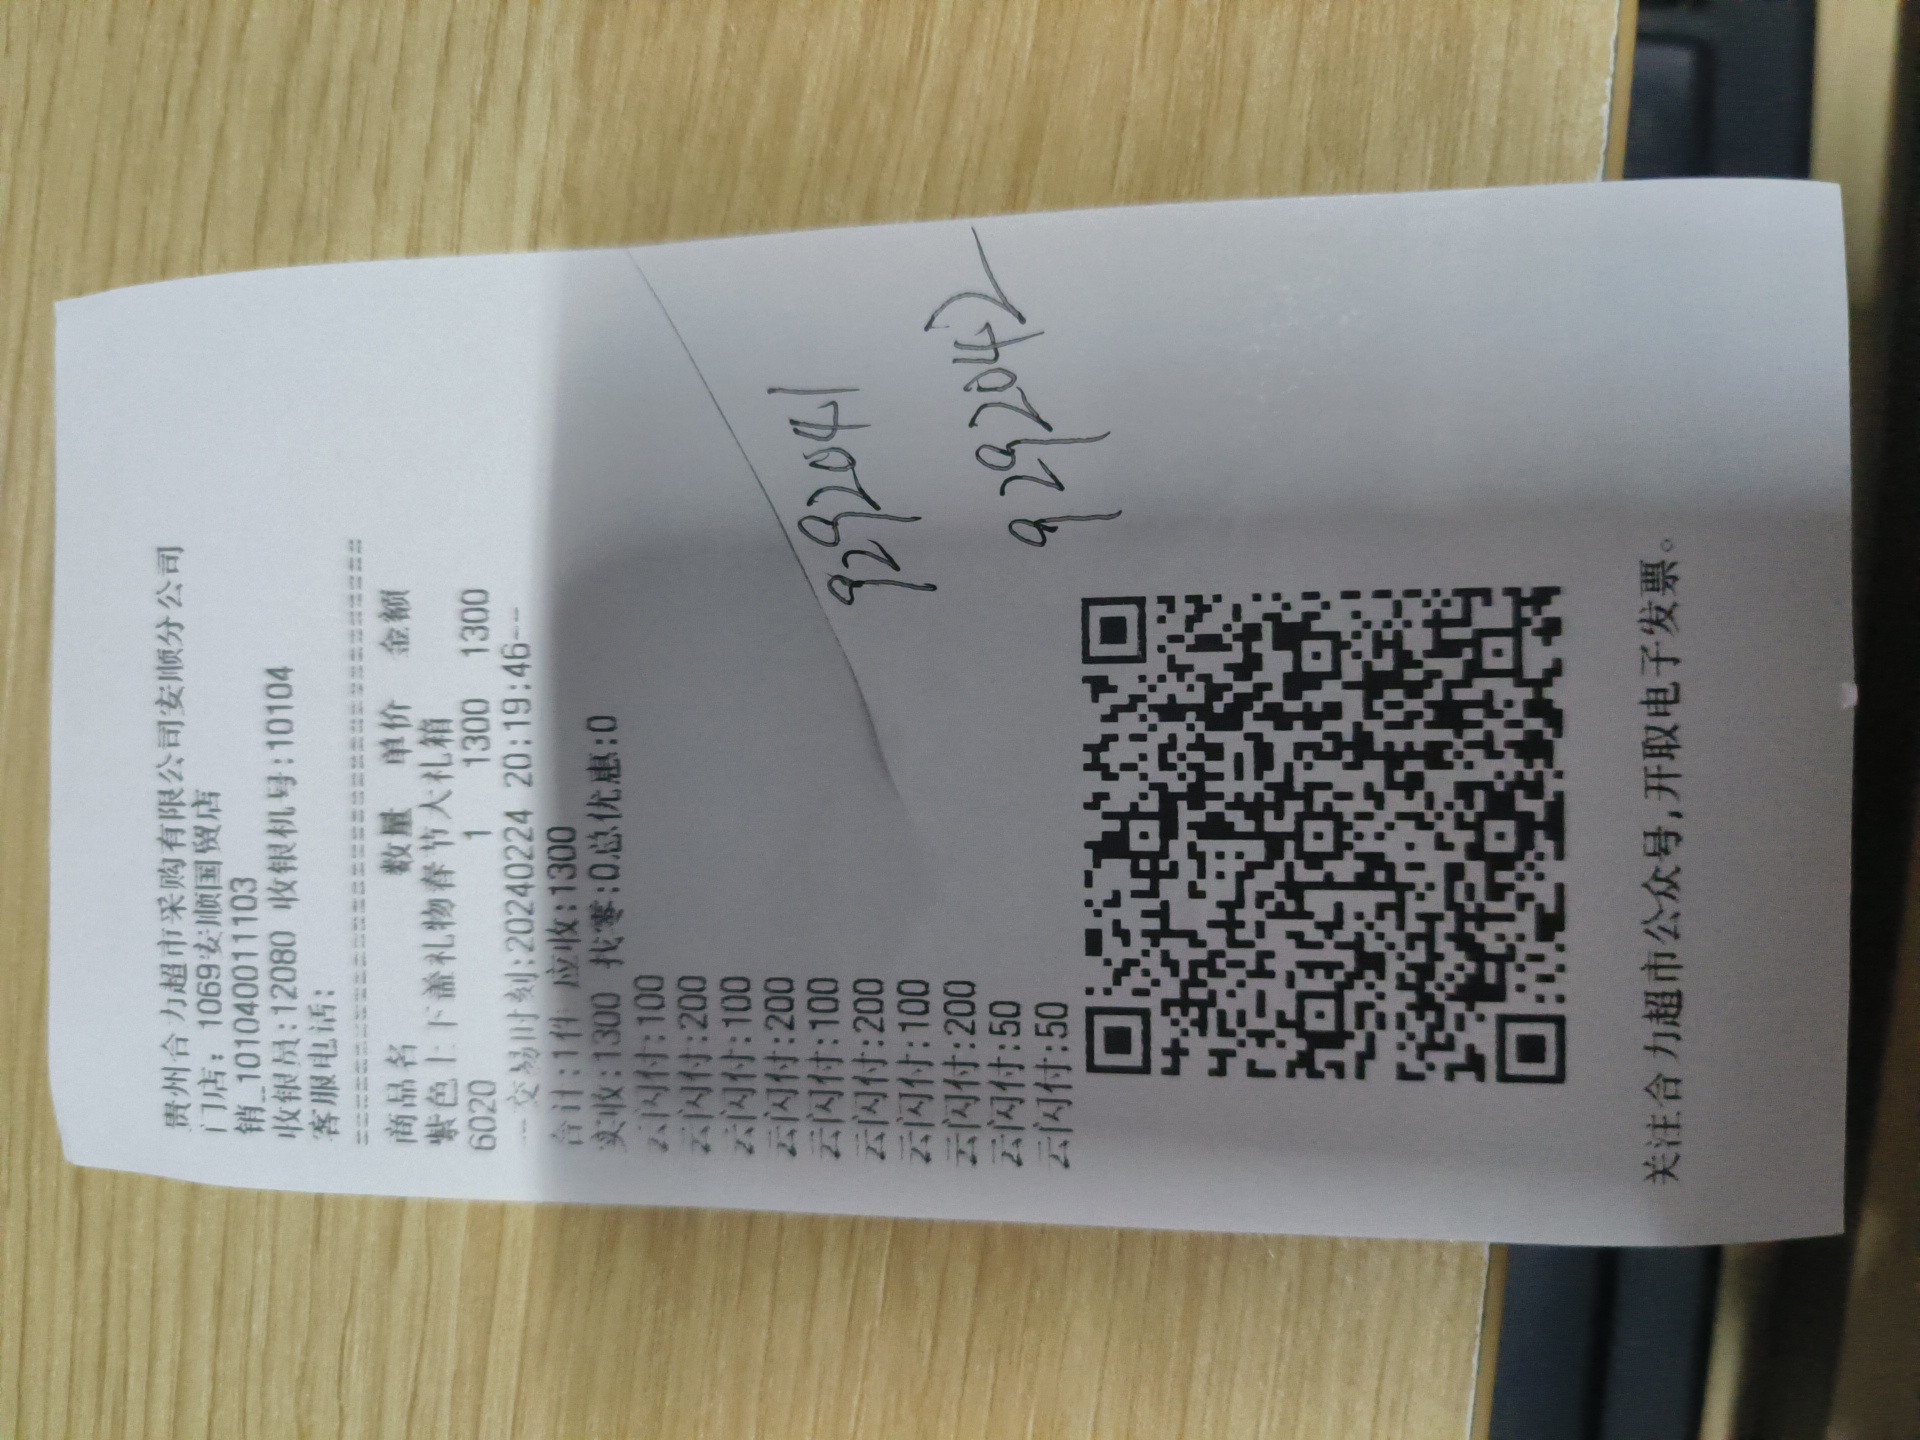 贵州合力超市采购有限公司安顺分公司
门店: 1069安顺国贸店
销_101040011103
收银员:12080 收银机号:10104
客服电话:
商品名 数量 单价 金额
紫色上下盖礼物春节大礼箱
6020 1 1300 1300
---交易时刻:20240224 20:19:46---
合计:1件 应收:1300
实收:1300 找零:0总优惠:0
云闪付:100
云闪付:200
云闪付:100
云闪付:200
云闪付:100
云闪付:200
云闪付:100
云闪付:200
云闪付:50
云闪付:50
9292041
9292042
关注合力超市公众号,开取电子发票。